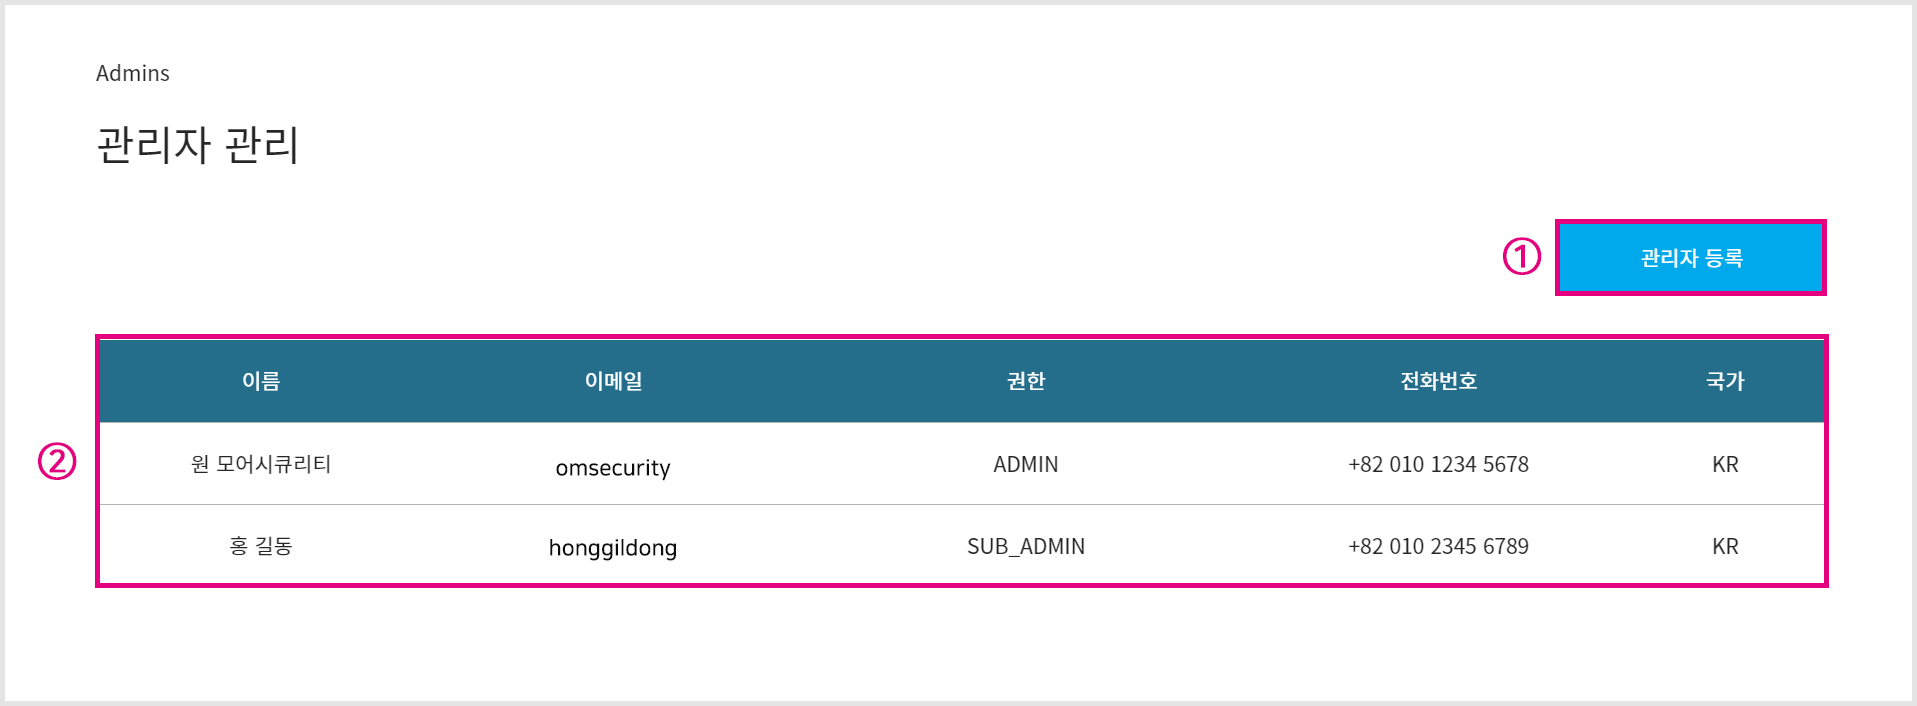 Admins
관리자 관리
① 관리자 등록
이름 이메일 권한 전화번호 국가
②
원 모어시큐리티 omsecurity ADMIN +82 010 1234 5678 KR
홍 길동 honggildong SUB_ADMIN +82 010 2345 6789 KR